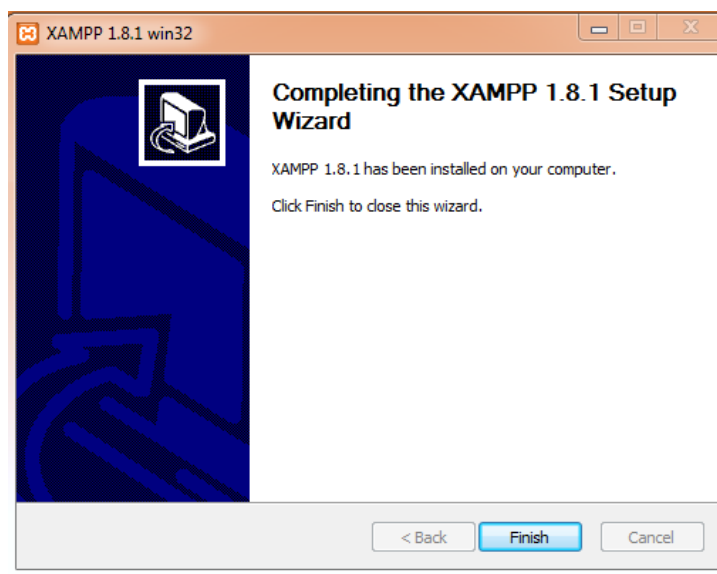 XAMPP 1.8.1 win32
Completing the XAMPP 1.8.1 Setup
Wizard
XAMPP 1.8.1 has been installed on your computer.
Click Finish to close this wizard.
< Back
Finish
Cancel